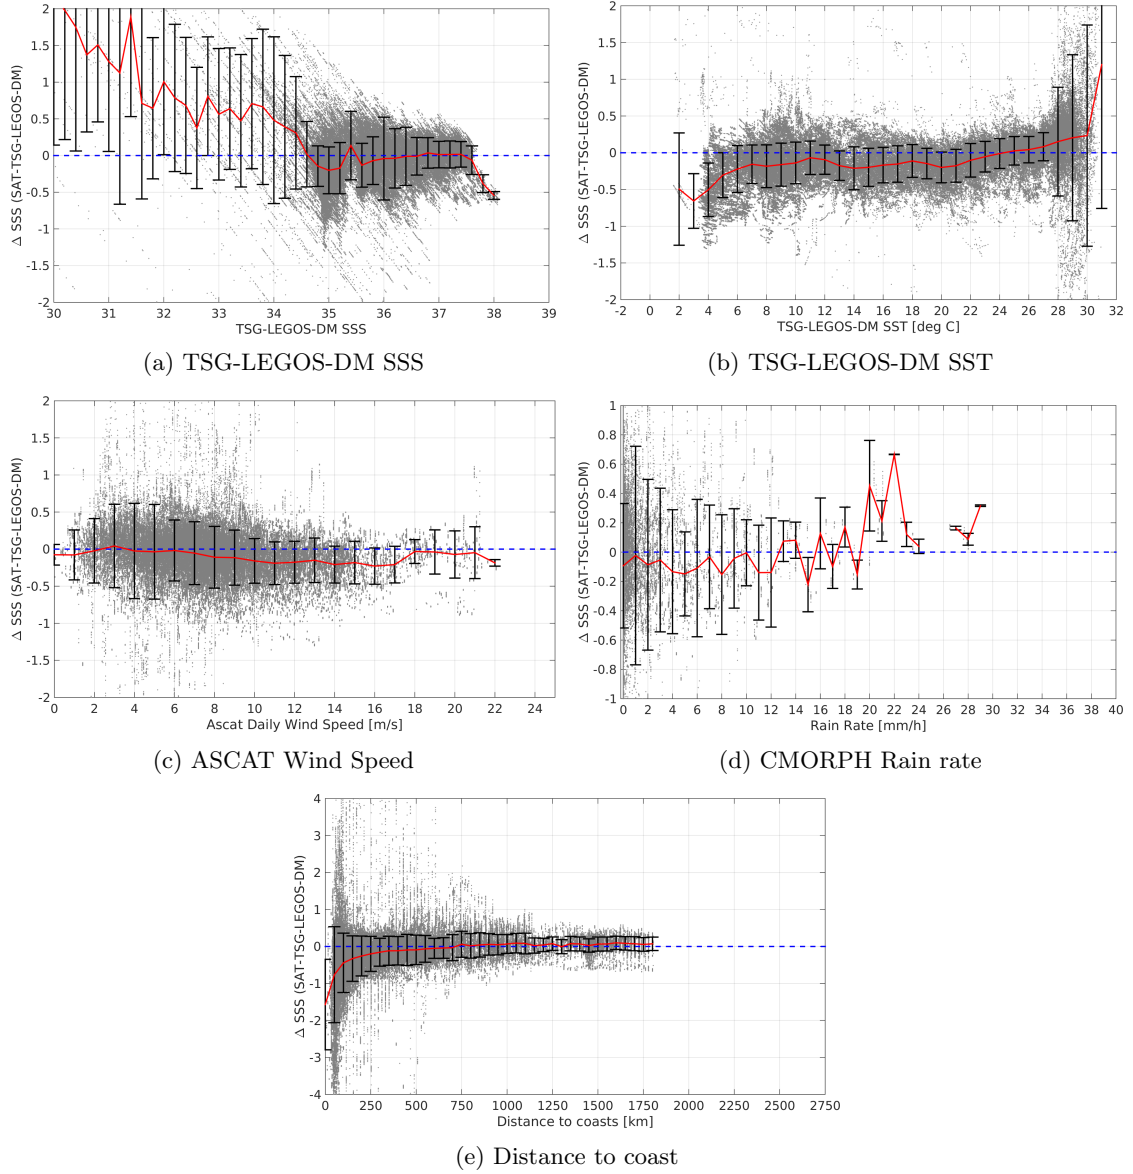 2
1.5
1
0.5
0
-0.5
-1
-1.5
-2
Δ SSS (SAT-TSG-LEGOS-DM)
30 31 32 33 34 35 36 37 38 39
TSG-LEGOS-DM SSS
(a) TSG-LEGOS-DM SSS
2
1.5
1
0.5
0
-0.5
-1
-1.5
-2
Δ SSS (SAT-TSG-LEGOS-DM)
-2 0 2 4 6 8 10 12 14 16 18 20 22 24 26 28 30 32
TSG-LEGOS-DM SST [deg C]
(b) TSG-LEGOS-DM SST
2
1.5
1
0.5
0
-0.5
-1
-1.5
-2
Δ SSS (SAT-TSG-LEGOS-DM)
0 2 4 6 8 10 12 14 16 18 20 22 24
Ascat Daily Wind Speed [m/s]
(c) ASCAT Wind Speed
1
0.8
0.6
0.4
0.2
0
-0.2
-0.4
-0.6
-0.8
-1
Δ SSS (SAT-TSG-LEGOS-DM)
0 2 4 6 8 10 12 14 16 18 20 22 24 26 28 30 32 34 36 38 40
Rain Rate [mm/h]
(d) CMORPH Rain rate
4
3
2
1
0
-1
-2
-3
-4
Δ SSS (SAT-TSG-LEGOS-DM)
0 250 500 750 1000 1250 1500 1750 2000 2250 2500 2750
Distance to coasts [km]
(e) Distance to coast